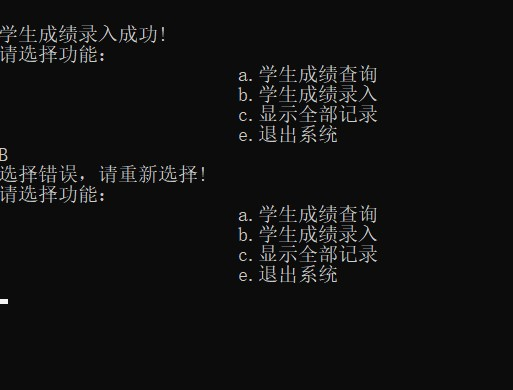 学生成绩录入成功!
请选择功能:
a.学生成绩查询
b.学生成绩录入
c.显示全部记录
e.退出系统
B
选择错误，请重新选择!
请选择功能:
a.学生成绩查询
b.学生成绩录入
c.显示全部记录
e.退出系统